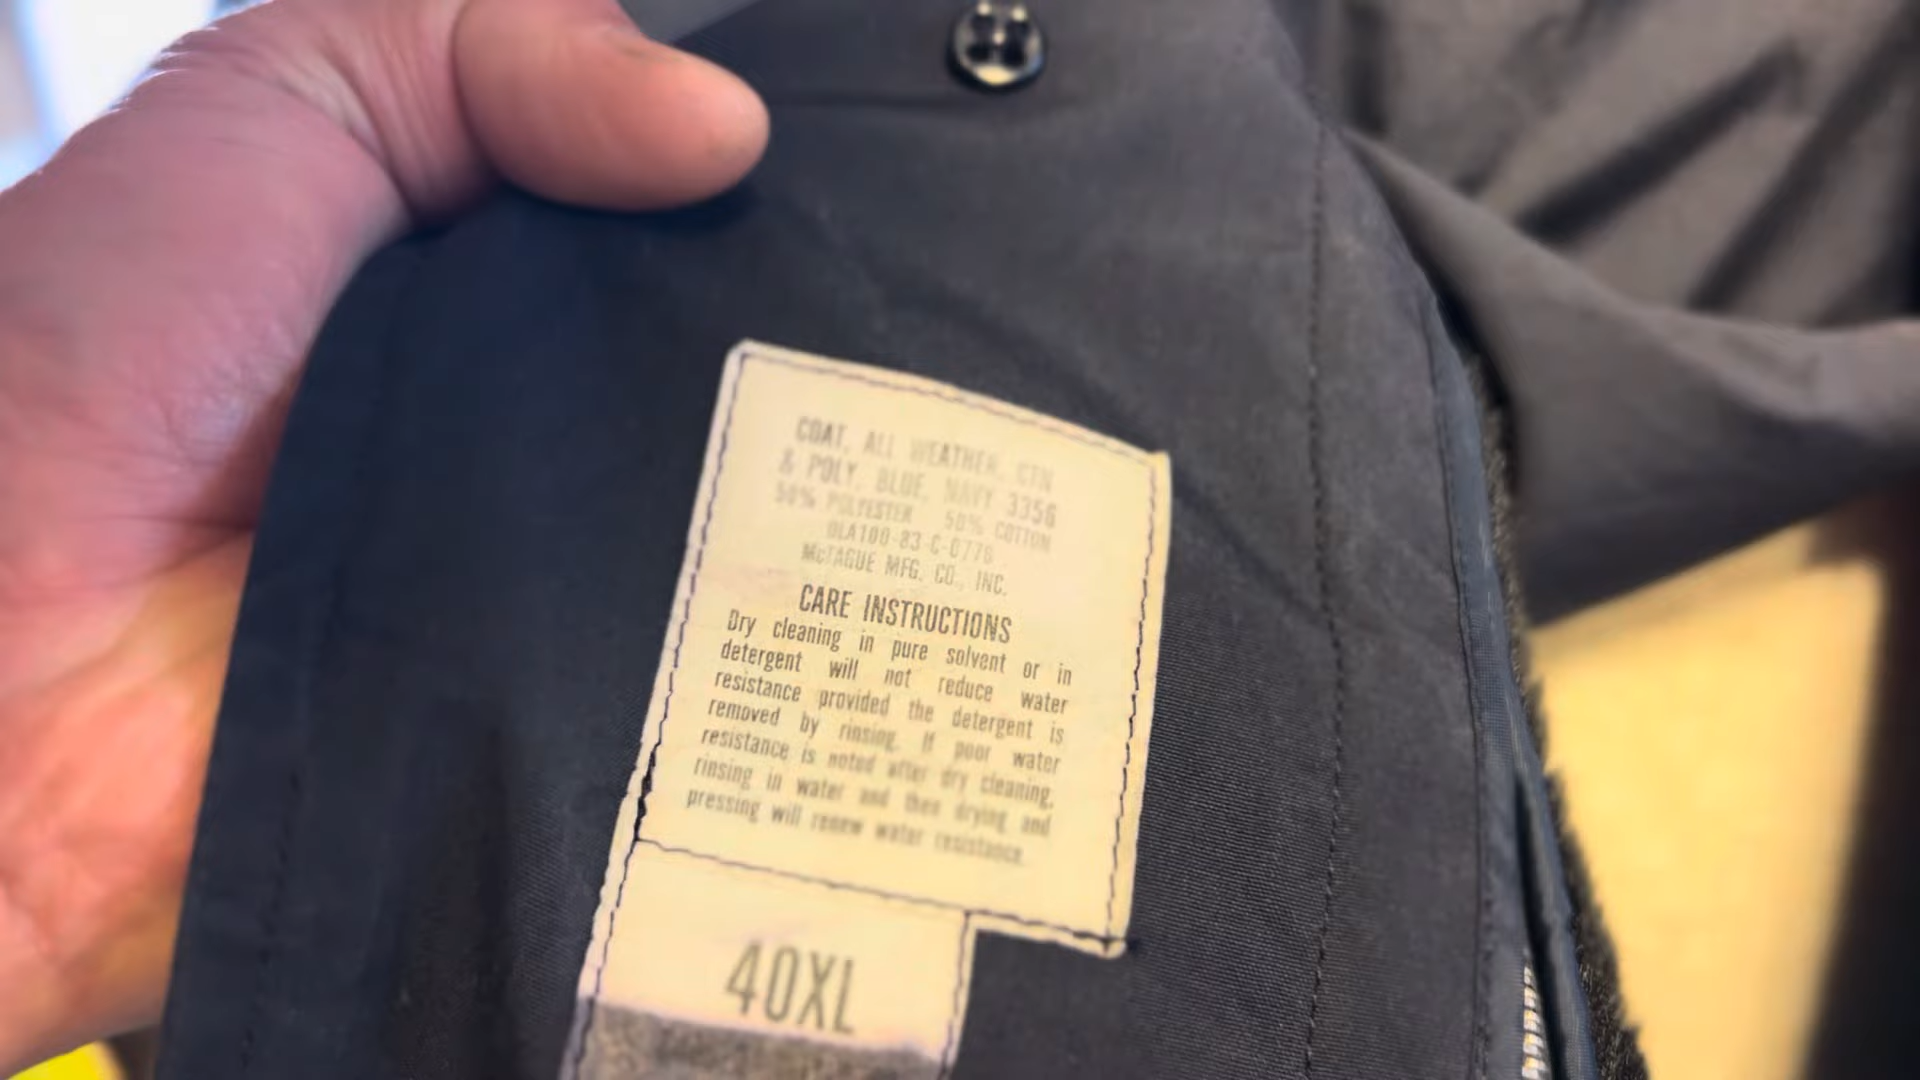 COAT, ALL WEATHER, CTN
& POLY, BLUE, NAVY 3356
50% POLYESTER 50% COTTON
DLA100-83-C-0776
McTAGUE MFG. CO., INC.
CARE INSTRUCTIONS
Dry cleaning in pure solvent or in
detergent will not reduce water
resistance provided the detergent is
removed by rinsing. If poor water
resistance is noted after dry cleaning,
rinsing in water and then drying and
pressing will renew water resistance.
40XL